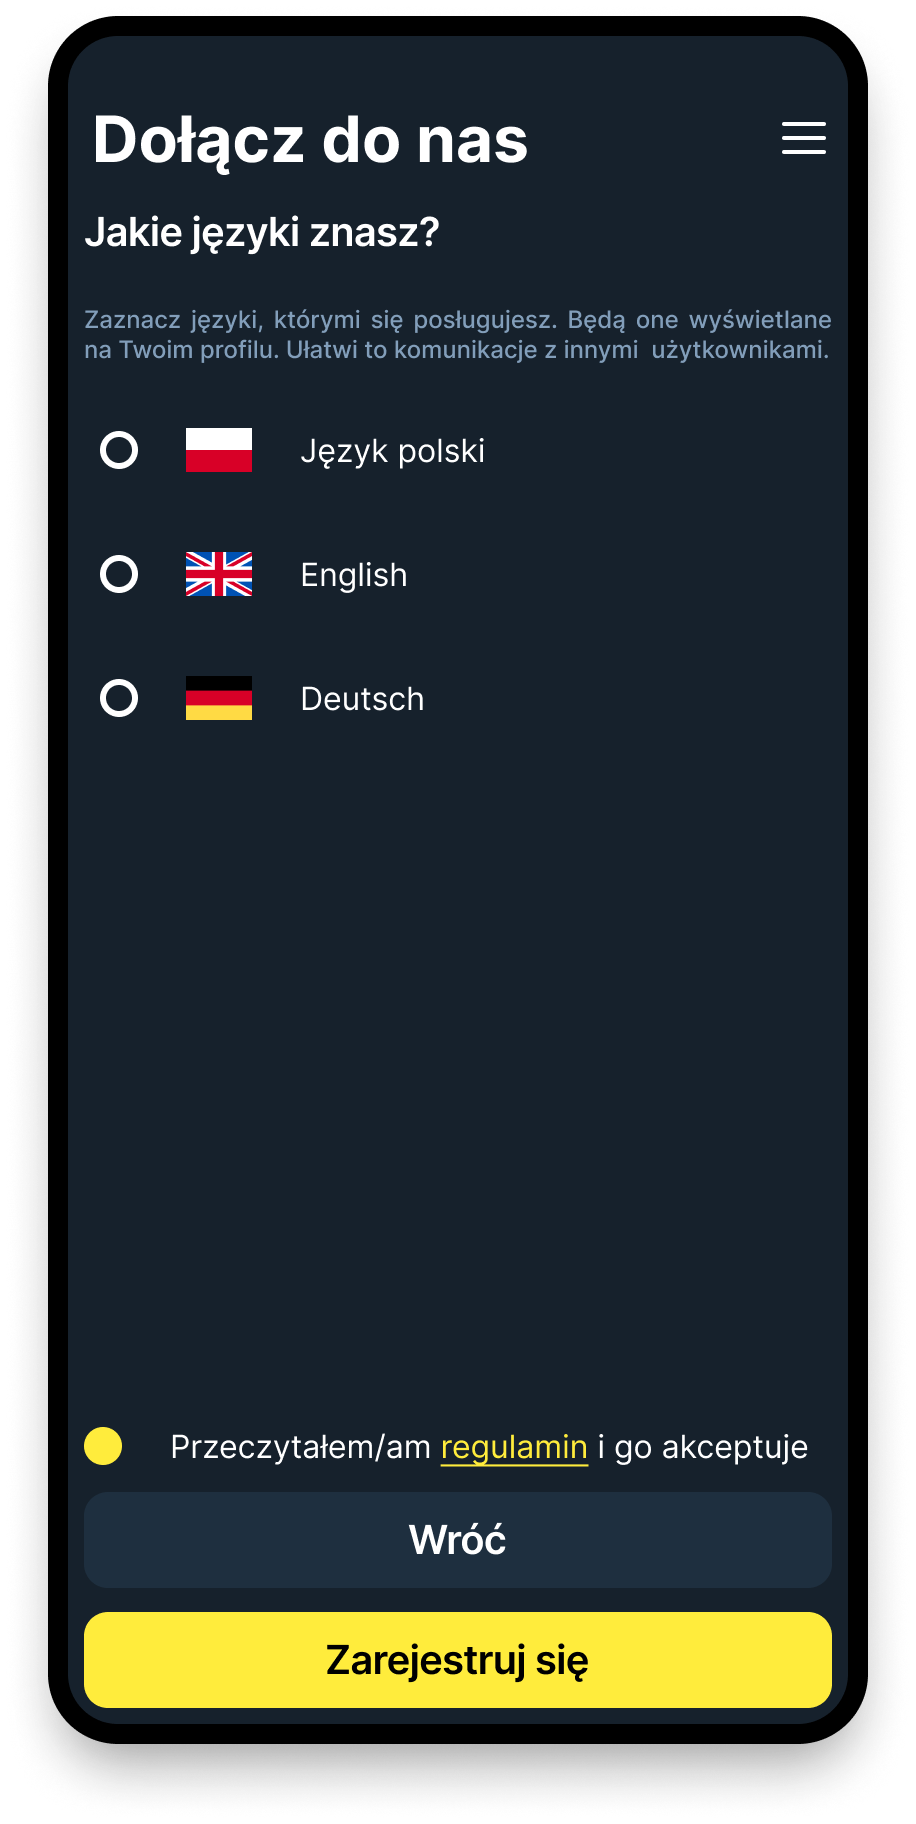 Dołącz do nas
Jakie języki znasz?
Zaznacz języki, którymi się posługujesz. Będą one wyświetlane
na Twoim profilu. Ułatwi to komunikacje z innymi  użytkownikami.
Język polski
English
Deutsch
Przeczytałem/am regulamin i go akceptuje
Wróć
Zarejestruj się